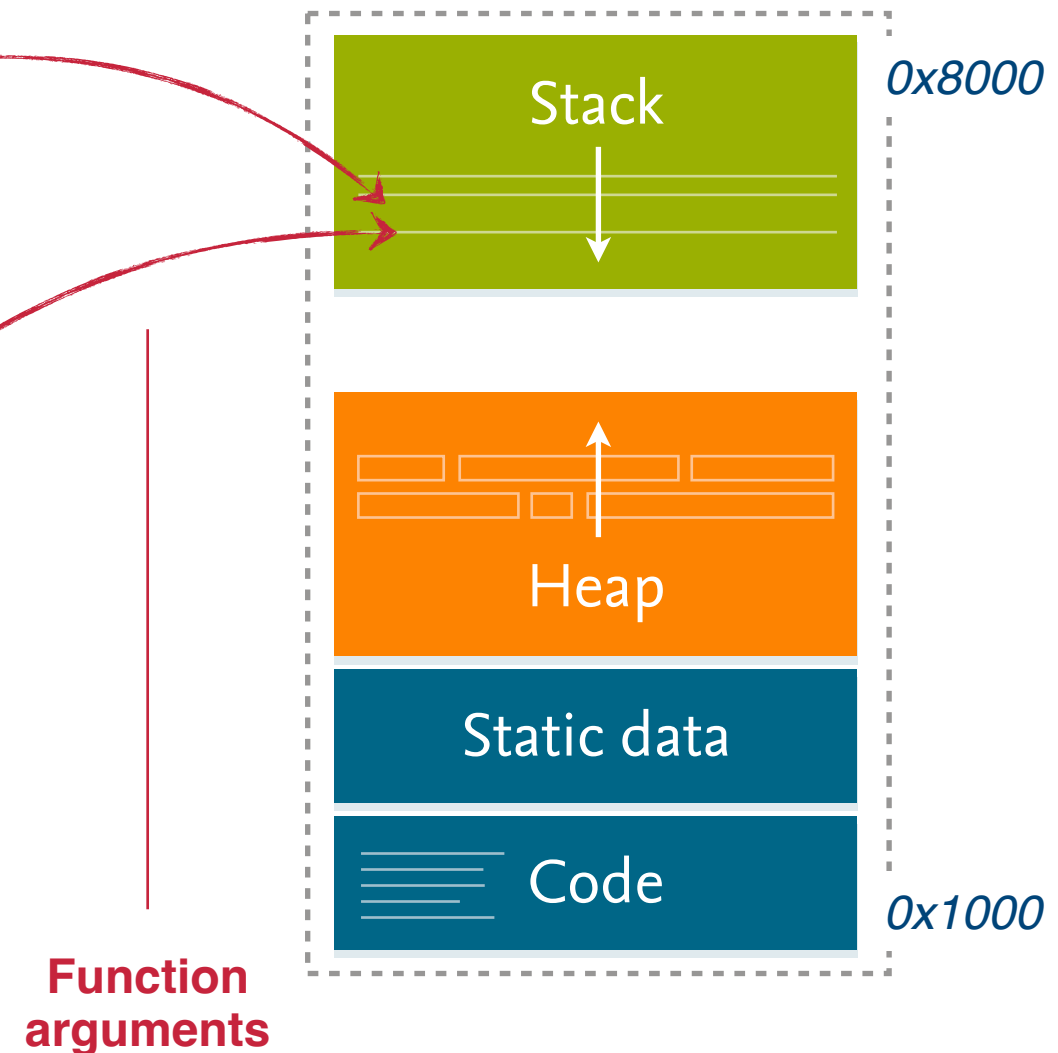 Stack
0x8000
Heap
Static data
Code
0x1000
Function
arguments